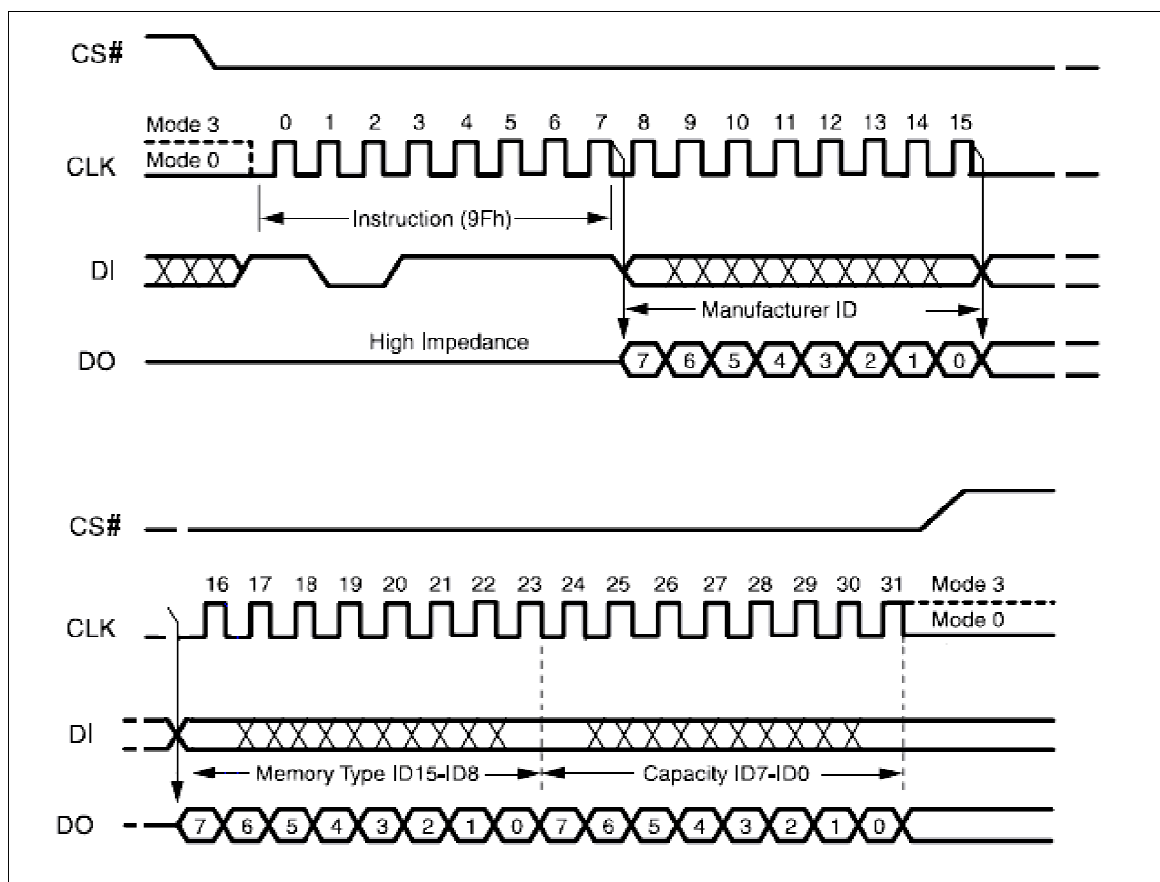 CS#
Mode 3
0 1 2 3 4 5 6 7 8 9 10 11 12 13 14 15
CLK
Mode 0
Instruction (9Fh)
DI
Manufacturer ID
High Impedance
DO
7 6 5 4 3 2 1 0
CS#
16 17 18 19 20 21 22 23 24 25 26 27 28 29 30 31
Mode 3
CLK
Mode 0
DI
Memory Type ID15-ID8
Capacity ID7-ID0
DO
7 6 5 4 3 2 1 0 7 6 5 4 3 2 1 0